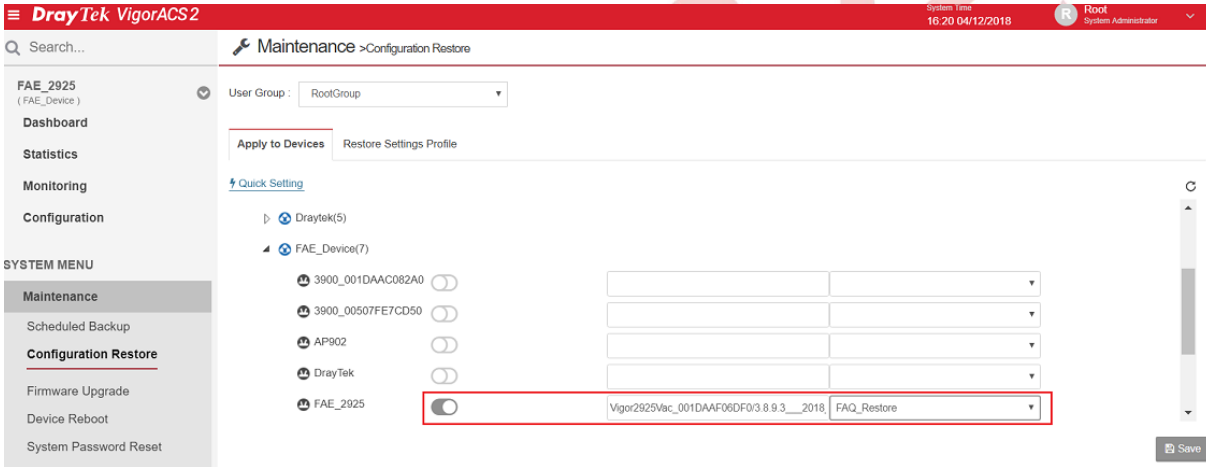 DrayTek VigorACS2
System Time
16:20 04/12/2018
R
Root
System Administrator
Search...
Maintenance >Configuration Restore
FAE_2925
( FAE_Device )
User Group :
RootGroup
Dashboard
Statistics
Monitoring
Configuration
Apply to Devices
Restore Settings Profile
Quick Setting
Draytek(5)
FAE_Device(7)
3900_001DAAC082A0
3900_00507FE7CD50
AP902
DrayTek
FAE_2925
Vigor2925Vac_001DAAF06DF0/3.8.9.3___2018_
FAQ_Restore
SYSTEM MENU
Maintenance
Scheduled Backup
Configuration Restore
Firmware Upgrade
Device Reboot
System Password Reset
Save